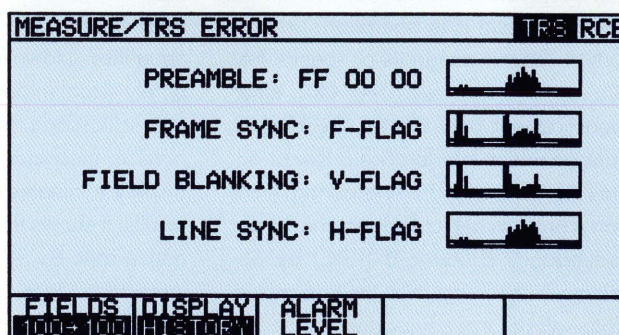 MEASURE/TRS ERROR TRS RCE
PREAMBLE: FF 00 00
FRAME SYNC: F-FLAG
FIELD BLANKING: V-FLAG
LINE SYNC: H-FLAG
FIELDS DISPLAY ALARM
HISTORY LEVEL